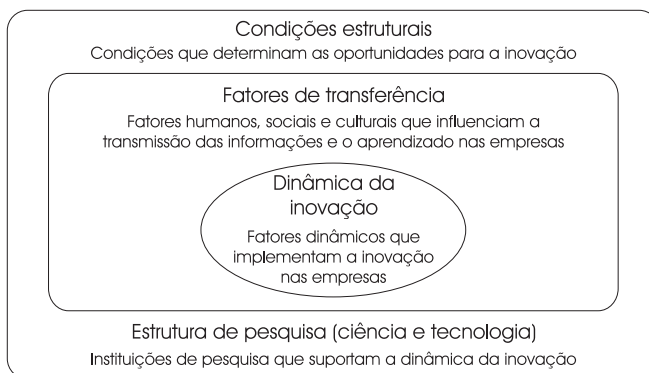 Condições estruturais
Condições que determinam as oportunidades para a inovação
Fatores de transferência
Fatores humanos, sociais e culturais que influenciam a
transmissão das informações e o aprendizado nas empresas
Dinâmica da
inovação
Fatores dinâmicos que
implementam a inovação
nas empresas
Estrutura de pesquisa (ciência e tecnologia)
Instituições de pesquisa que suportam a dinâmica da inovação